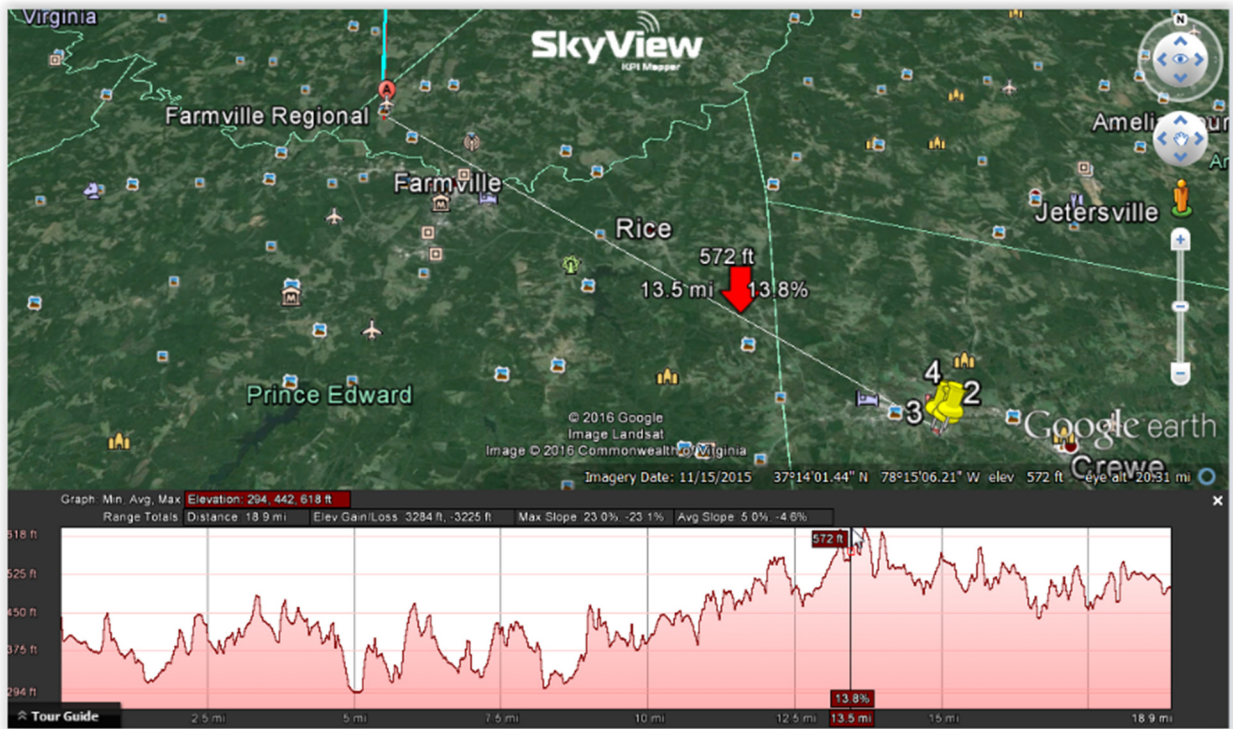 Virginia
SkyView
KPI Mapper
N
A
Farmville Regional
Farmville
Rice
Jetersville
572 ft
13.5 mi
13.8%
Prince Edward
4
2
3
© 2016 Google
Image Landsat
Image © 2016 Commonwealth of Virginia
Google earth
Crewe
Imagery Date: 11/15/2015 37°14'01.44" N 78°15'06.21" W elev 572 ft eye alt 20.31 mi
Graph: Min, Avg, Max Elevation: 294, 442, 618 ft
Range Totals Distance 18.9 mi Elev Gain/Loss 3284 ft, -3225 ft Max Slope 23.0%, -23.1% Avg Slope 5.0%, -4.6%
618 ft
572 ft
525 ft
450 ft
375 ft
294 ft
13.8%
Tour Guide
2.5 mi 5 mi 7.5 mi 10 mi 12.5 mi 13.5 mi 15 mi 18.9 mi